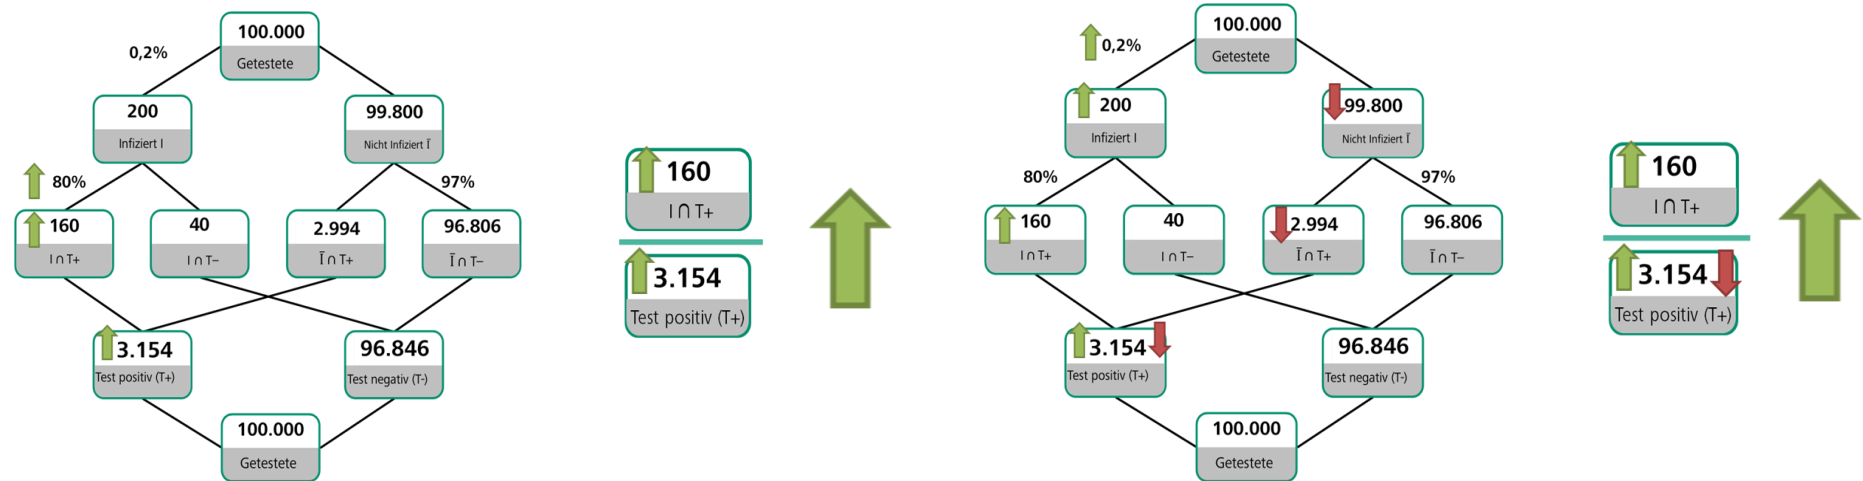 100.000
Getestete
0,2%
200
Infiziert I
99.800
Nicht Infiziert Ī
80%
97%
160
I ∩ T+
40
I ∩ T−
2.994
Ī ∩ T+
96.806
Ī ∩ T−
3.154
Test positiv (T+)
96.846
Test negativ (T-)
100.000
Getestete
160
I ∩ T+
3.154
Test positiv (T+)
100.000
Getestete
0,2%
200
Infiziert I
99.800
Nicht Infiziert Ī
80%
97%
160
I ∩ T+
40
I ∩ T−
2.994
Ī ∩ T+
96.806
Ī ∩ T−
3.154
Test positiv (T+)
96.846
Test negativ (T-)
100.000
Getestete
160
I ∩ T+
3.154
Test positiv (T+)